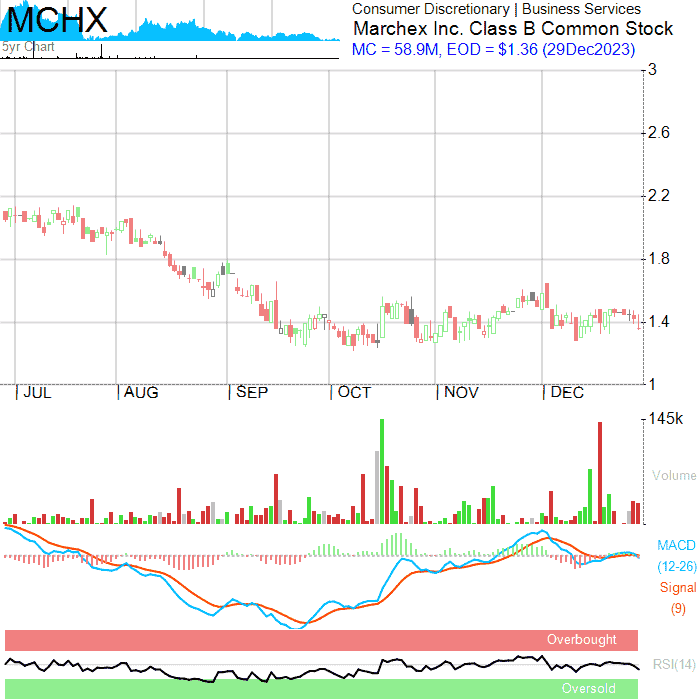 MCHX
5yr Chart
Consumer Discretionary | Business Services
Marchex Inc. Class B Common Stock
MC = 58.9M, EOD = $1.36 (29Dec2023)
3
2.6
2.2
1.8
1.4
1
JUL AUG SEP OCT NOV DEC
145k
Volume
MACD
(12-26)
Signal
(9)
Overbought
RSI(14)
Oversold